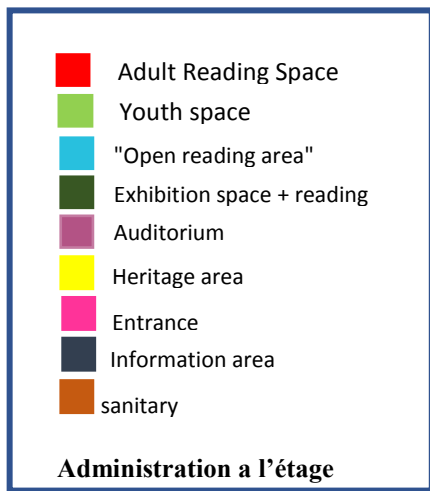 Adult Reading Space
Youth space
"Open reading area"
Exhibition space + reading
Auditorium
Heritage area
Entrance
Information area
sanitary
Administration a l'étage